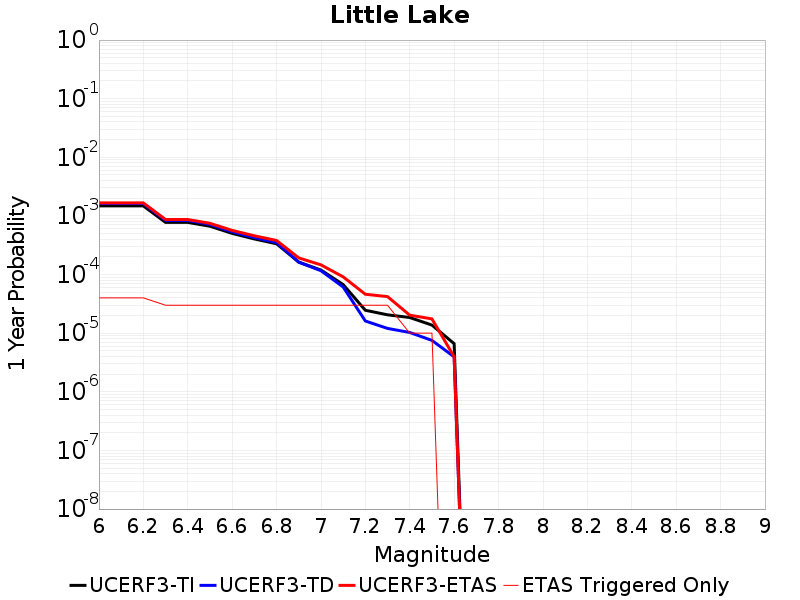 Little Lake
10^0
10^-1
10^-2
10^-3
10^-4
10^-5
10^-6
10^-7
10^-8
1 Year Probability
6 6.2 6.4 6.6 6.8 7 7.2 7.4 7.6 7.8 8 8.2 8.4 8.6 8.8 9
Magnitude
UCERF3-TI UCERF3-TD UCERF3-ETAS ETAS Triggered Only